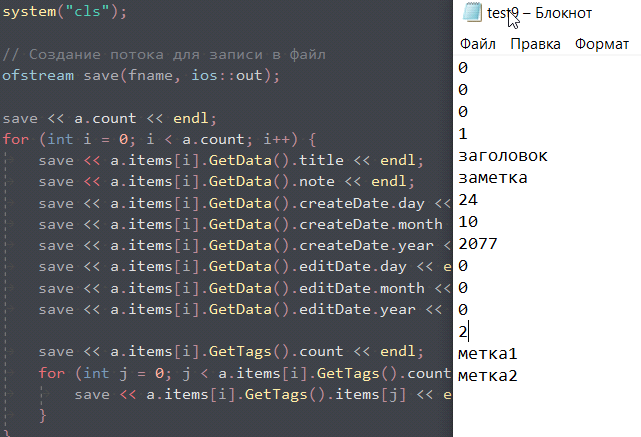 system("cls");
// Создание потока для записи в файл
ofstream save(fname, ios::out);
save << a.count << endl;
for (int i = 0; i < a.count; i++) {
save << a.items[i].GetData().title << endl;
save << a.items[i].GetData().note << endl;
save << a.items[i].GetData().createDate.day <<
save << a.items[i].GetData().createDate.month
save << a.items[i].GetData().createDate.year <
save << a.items[i].GetData().editDate.day << e
save << a.items[i].GetData().editDate.month <<
save << a.items[i].GetData().editDate.year <<
save << a.items[i].GetTags().count << endl;
for (int j = 0; j < a.items[i].GetTags().count
save << a.items[i].GetTags().items[j] << e
}
}
test9 – Блокнот
Файл Правка Формат
0
0
0
1
заголовок
заметка
24
10
2077
0
0
0
2
метка1
метка2